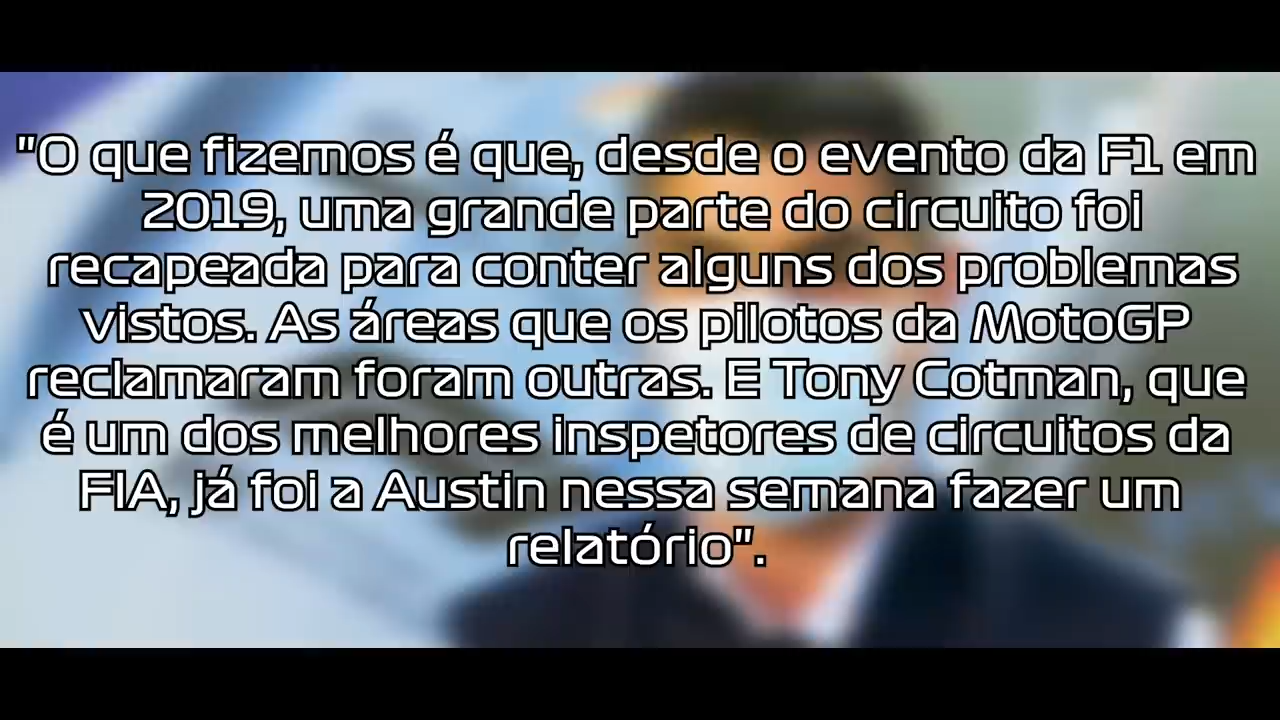 "O que fizemos é que, desde o evento da F1 em
2019, uma grande parte do circuito foi
recapeada para conter alguns dos problemas
vistos. As áreas que os pilotos da MotoGP
reclamaram foram outras. E Tony Cotman, que
é um dos melhores inspetores de circuitos da
FIA, já foi a Austin nessa semana fazer um
relatório".